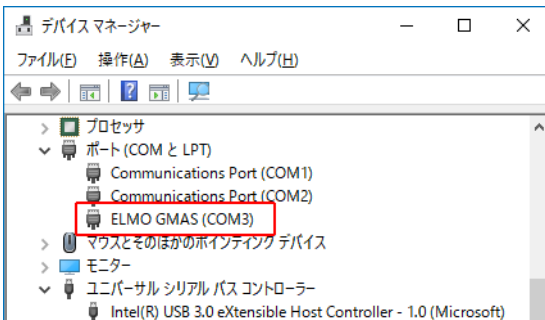 デバイス マネージャー
ファイル(F) 操作(A) 表示(V) ヘルプ(H)
プロセッサ
ポート (COM と LPT)
Communications Port (COM1)
Communications Port (COM2)
ELMO GMAS (COM3)
マウスとそのほかのポインティング デバイス
モニター
ユニバーサル シリアル バス コントローラー
Intel(R) USB 3.0 eXtensible Host Controller - 1.0 (Microsoft)